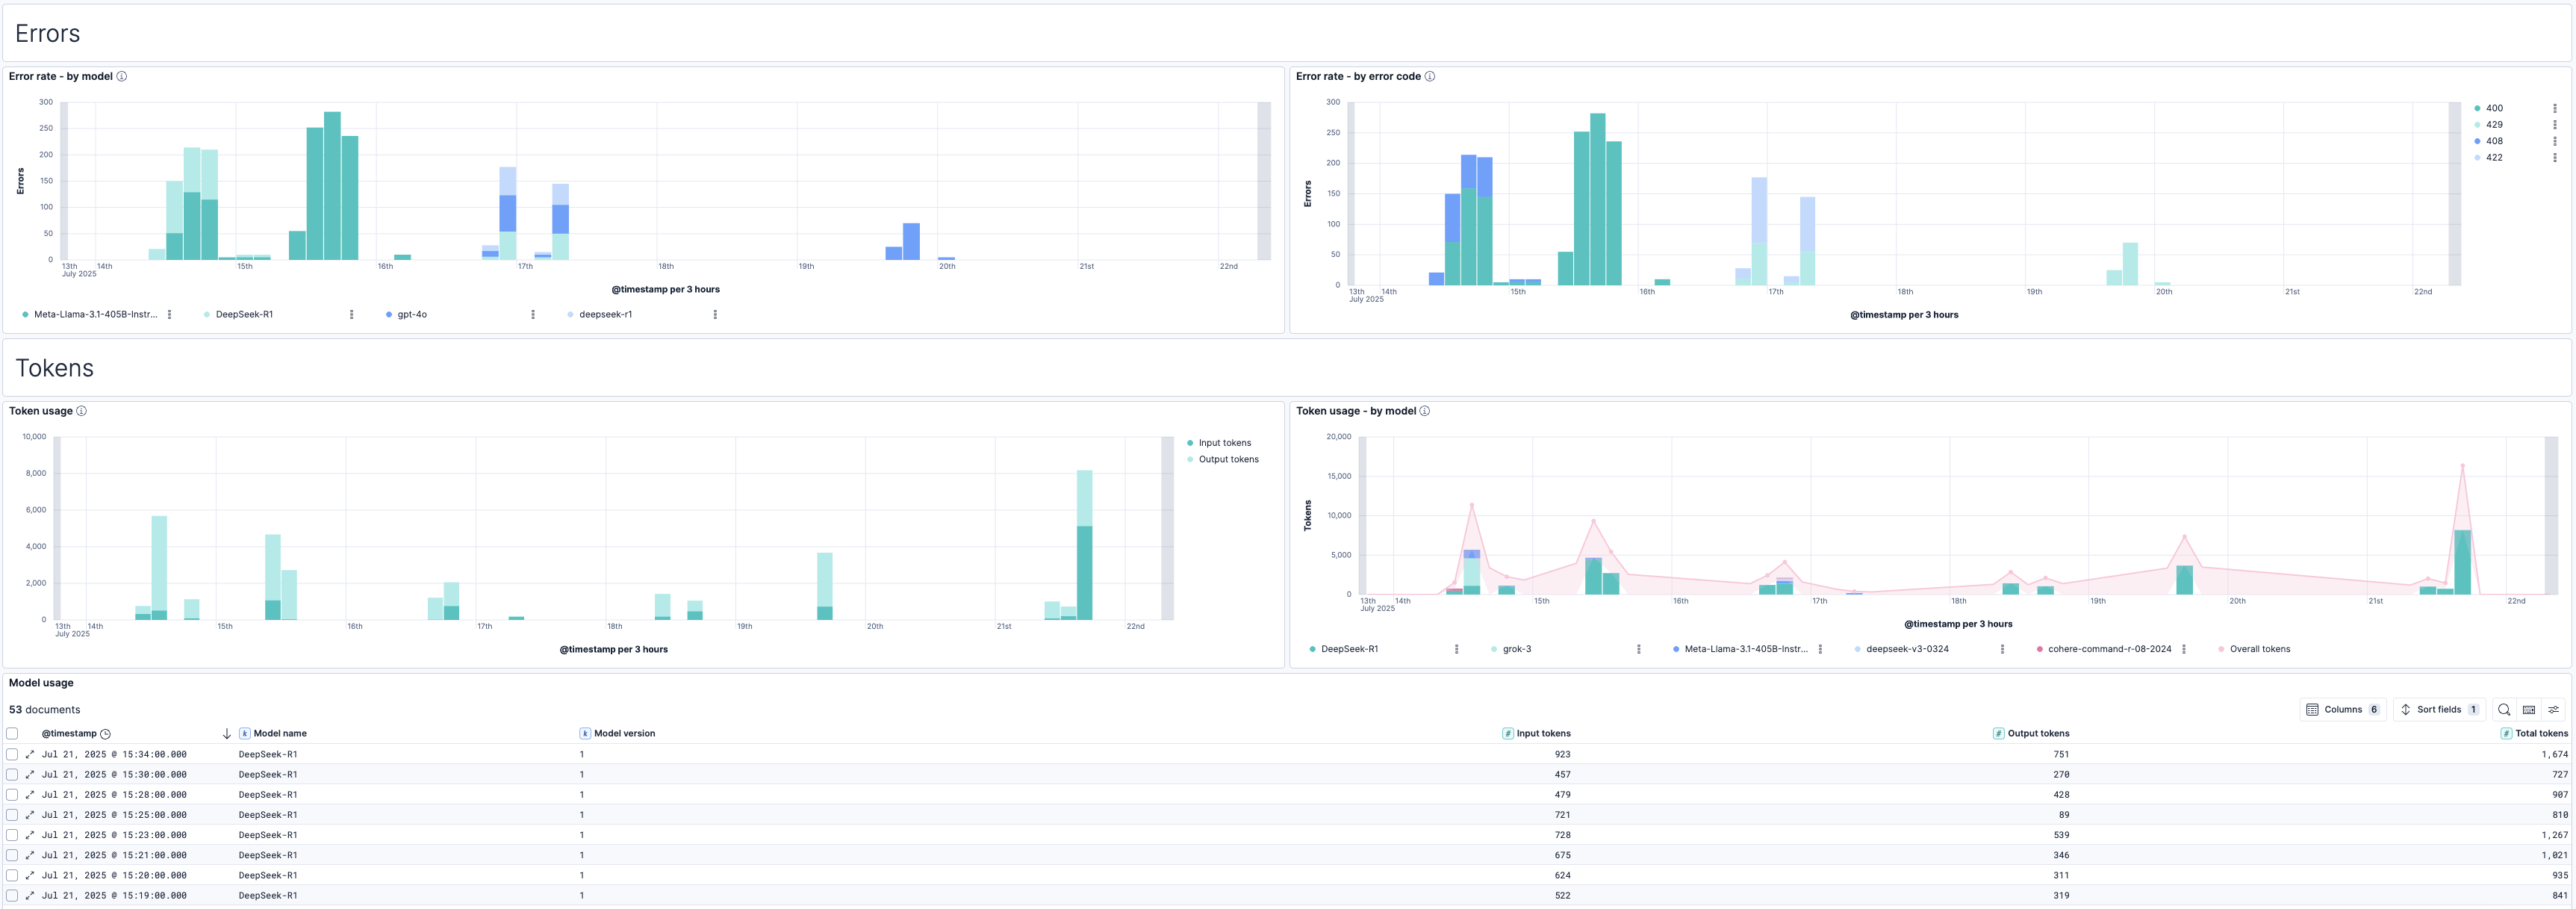 Errors
Error rate - by model
300
250
200
150
100
50
0
Errors
13th 14th 15th 16th 17th 18th 19th 20th 21st 22nd
July 2025
@timestamp per 3 hours
Meta-Llama-3.1-405B-Instr... DeepSeek-R1 gpt-4o deepseek-r1
Error rate - by error code
300
250
200
150
100
50
0
Errors
13th 14th 15th 16th 17th 18th 19th 20th 21st 22nd
July 2025
@timestamp per 3 hours
400
429
408
422
Tokens
Token usage
10,000
8,000
6,000
4,000
2,000
0
13th 14th 15th 16th 17th 18th 19th 20th 21st 22nd
July 2025
@timestamp per 3 hours
Input tokens
Output tokens
Token usage - by model
20,000
15,000
10,000
5,000
0
Tokens
13th 14th 15th 16th 17th 18th 19th 20th 21st 22nd
July 2025
@timestamp per 3 hours
DeepSeek-R1 grok-3 Meta-Llama-3.1-405B-Instr... deepseek-v3-0324 cohere-command-r-08-2024 Overall tokens
Model usage
53 documents
Columns 6 Sort fields 1
@timestamp k Model name k Model version # Input tokens # Output tokens # Total tokens
Jul 21, 2025 @ 15:34:00.000 DeepSeek-R1 1 923 751 1,674
Jul 21, 2025 @ 15:30:00.000 DeepSeek-R1 1 457 270 727
Jul 21, 2025 @ 15:28:00.000 DeepSeek-R1 1 479 428 907
Jul 21, 2025 @ 15:25:00.000 DeepSeek-R1 1 721 89 810
Jul 21, 2025 @ 15:23:00.000 DeepSeek-R1 1 728 539 1,267
Jul 21, 2025 @ 15:21:00.000 DeepSeek-R1 1 675 346 1,021
Jul 21, 2025 @ 15:20:00.000 DeepSeek-R1 1 624 311 935
Jul 21, 2025 @ 15:19:00.000 DeepSeek-R1 1 522 319 841